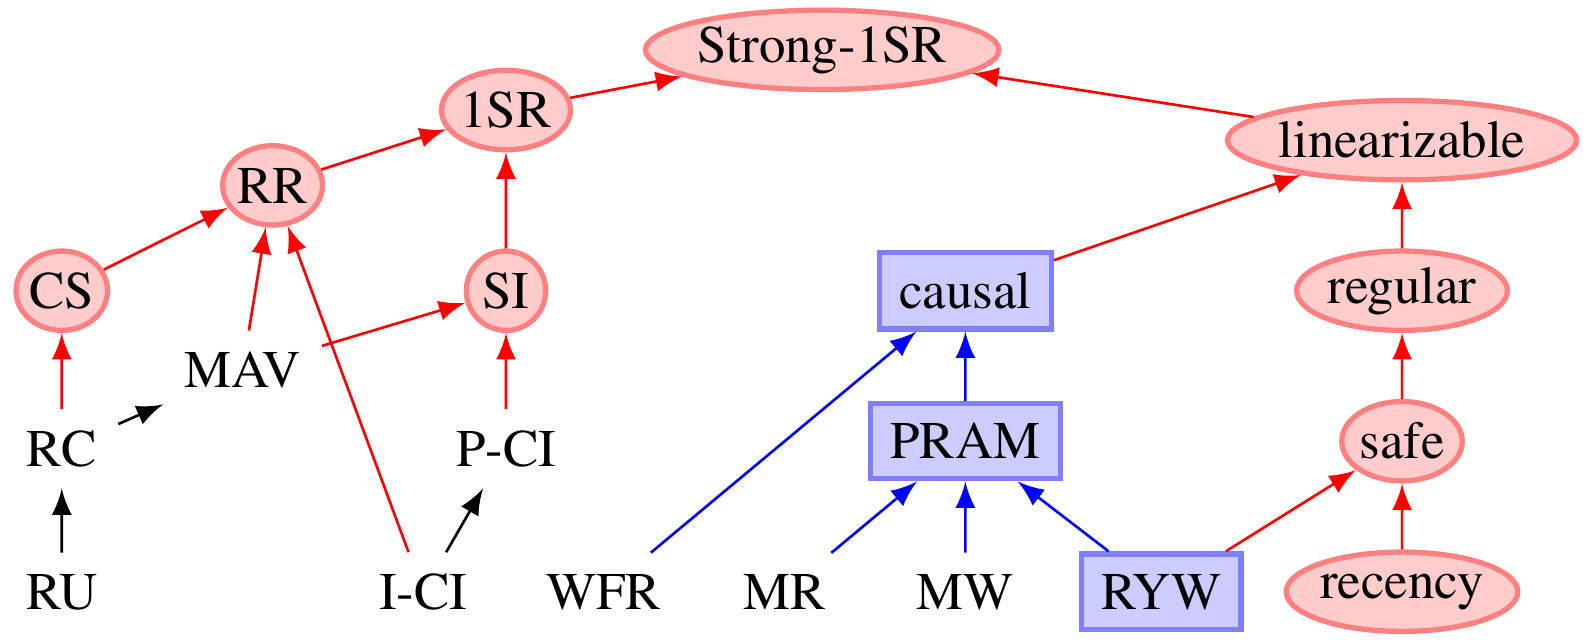 Strong-1SR
1SR
linearizable
RR
CS
SI
causal
regular
MAV
RC
P-CI
PRAM
safe
RU
I-CI
WFR
MR
MW
RYW
recency